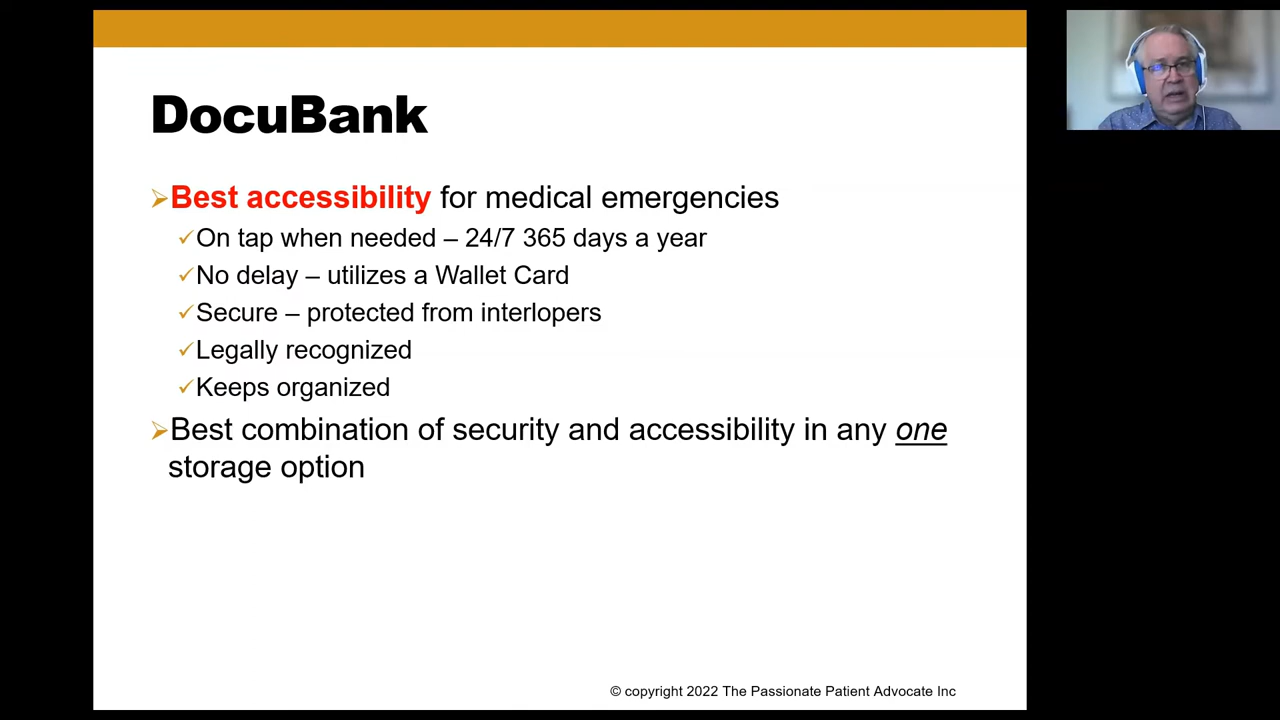 DocuBank
➢Best accessibility for medical emergencies
✓On tap when needed – 24/7 365 days a year
✓No delay – utilizes a Wallet Card
✓Secure – protected from interlopers
✓Legally recognized
✓Keeps organized
➢Best combination of security and accessibility in any one
storage option
© copyright 2022 The Passionate Patient Advocate Inc